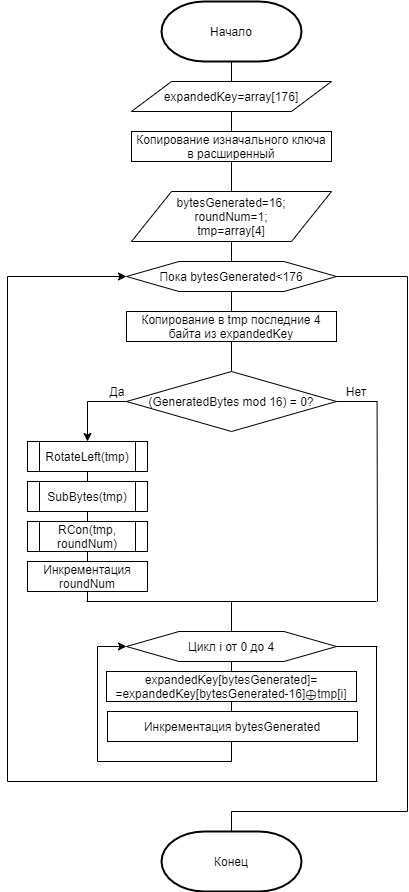 Начало
expandedKey=array[176]
Копирование изначального ключа
в расширенный
bytesGenerated=16;
roundNum=1;
tmp=array[4]
Пока bytesGenerated<176
Копирование в tmp последние 4
байта из expandedKey
Да
(GeneratedBytes mod 16) = 0?
Нет
RotateLeft(tmp)
SubBytes(tmp)
RCon(tmp,
roundNum)
Инкрементация
roundNum
Цикл i от 0 до 4
expandedKey[bytesGenerated]=
=expandedKey[bytesGenerated-16]⊕tmp[i]
Инкрементация bytesGenerated
Конец